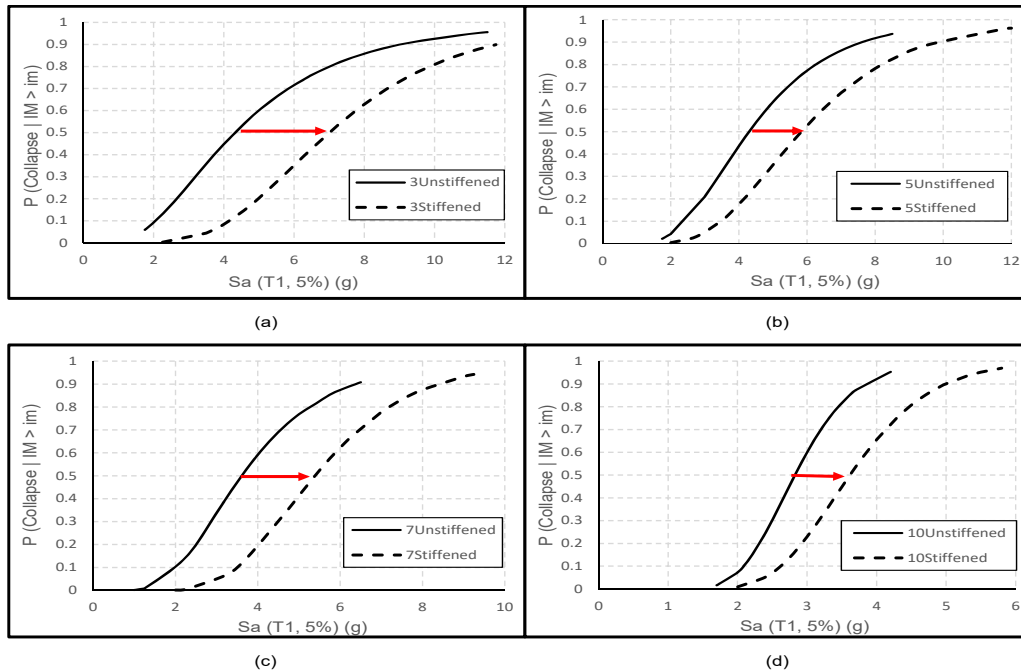 P (Collapse | IM > im)
1
0.9
0.8
0.7
0.6
0.5
0.4
0.3
0.2
0.1
0
0 2 4 6 8 10 12
Sa (T1, 5%) (g)
3Unstiffened
3Stiffened
(a)
P (Collapse | IM > im)
1
0.9
0.8
0.7
0.6
0.5
0.4
0.3
0.2
0.1
0
0 2 4 6 8 10 12
Sa (T1, 5%) (g)
5Unstiffened
5Stiffened
(b)
P (Collapse | IM > im)
1
0.9
0.8
0.7
0.6
0.5
0.4
0.3
0.2
0.1
0
0 2 4 6 8 10
Sa (T1, 5%) (g)
7Unstiffened
7Stiffened
(c)
P (Collapse | IM > im)
1
0.9
0.8
0.7
0.6
0.5
0.4
0.3
0.2
0.1
0
0 1 2 3 4 5 6
Sa (T1, 5%) (g)
10Unstiffened
10Stiffened
(d)